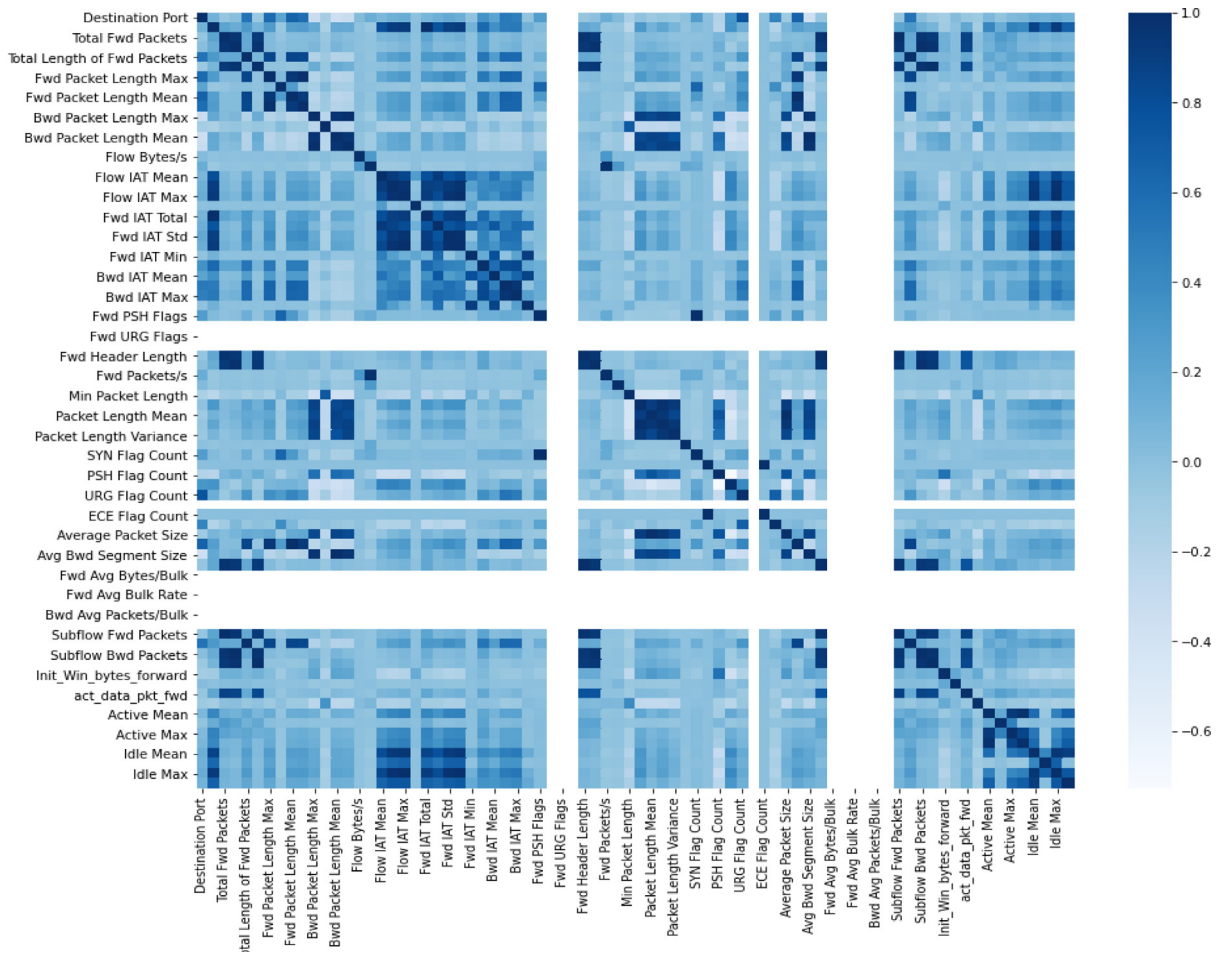 Destination Port
Total Fwd Packets
Total Length of Fwd Packets
Fwd Packet Length Max
Fwd Packet Length Mean
Bwd Packet Length Max
Bwd Packet Length Mean
Flow Bytes/s
Flow IAT Mean
Flow IAT Max
Fwd IAT Total
Fwd IAT Std
Fwd IAT Min
Bwd IAT Mean
Bwd IAT Max
Fwd PSH Flags
Fwd URG Flags
Fwd Header Length
Fwd Packets/s
Min Packet Length
Packet Length Mean
Packet Length Variance
SYN Flag Count
PSH Flag Count
URG Flag Count
ECE Flag Count
Average Packet Size
Avg Bwd Segment Size
Fwd Avg Bytes/Bulk
Fwd Avg Bulk Rate
Bwd Avg Packets/Bulk
Subflow Fwd Packets
Subflow Bwd Packets
Init_Win_bytes_forward
act_data_pkt_fwd
Active Mean
Active Max
Idle Mean
Idle Max
Destination Port
Total Fwd Packets
otal Length of Fwd Packets
Fwd Packet Length Max
Fwd Packet Length Mean
Bwd Packet Length Max
Bwd Packet Length Mean
Flow Bytes/s
Flow IAT Mean
Flow IAT Max
Fwd IAT Total
Fwd IAT Std
Fwd IAT Min
Bwd IAT Mean
Bwd IAT Max
Fwd PSH Flags
Fwd URG Flags
Fwd Header Length
Fwd Packets/s
Min Packet Length
Packet Length Mean
Packet Length Variance
SYN Flag Count
PSH Flag Count
URG Flag Count
ECE Flag Count
Average Packet Size
Avg Bwd Segment Size
Fwd Avg Bytes/Bulk
Fwd Avg Bulk Rate
Bwd Avg Packets/Bulk
Subflow Fwd Packets
Subflow Bwd Packets
Init_Win_bytes_forward
act_data_pkt_fwd
Active Mean
Active Max
Idle Mean
Idle Max
1.0
0.8
0.6
0.4
0.2
0.0
−0.2
−0.4
−0.6